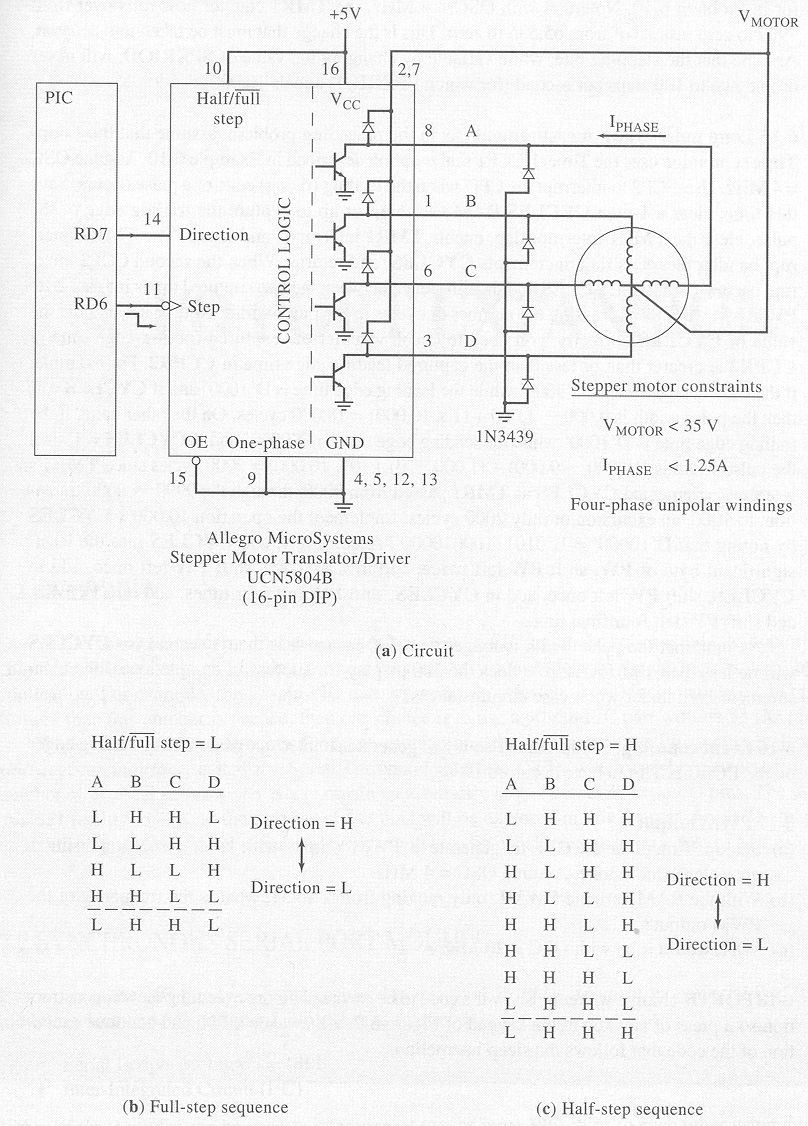 +5V
V_MOTOR
10
16
2,7
PIC
Half/full
step
V_CC
8
A
I_PHASE
14
1
B
RD7
Direction
CONTROL LOGIC
11
6
C
RD6
Step
3
D
Stepper motor constraints
1N3439
V_MOTOR < 35 V
OE
One-phase
GND
I_PHASE < 1.25A
15
9
4, 5, 12, 13
Four-phase unipolar windings
Allegro MicroSystems
Stepper Motor Translator/Driver
UCN5804B
(16-pin DIP)
(a) Circuit
Half/full step = L
A B C D
L H H L
L L H H
H L L H
H H L L
L H H L
Direction = H
Direction = L
(b) Full-step sequence
Half/full step = H
A B C D
L H H H
L L H H
H L H H
H L L H
H H L H
H H L L
H H H L
L H H L
L H H H
Direction = H
Direction = L
(c) Half-step sequence